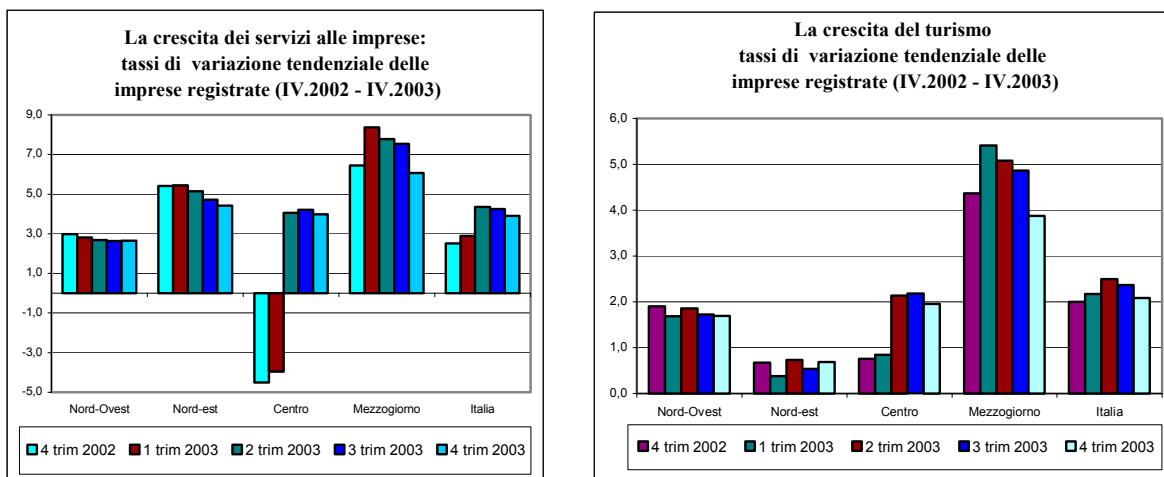 La crescita dei servizi alle imprese:
tassi di variazione tendenziale delle
imprese registrate (IV.2002 - IV.2003)
9,0
7,0
5,0
3,0
1,0
-1,0
-3,0
-5,0
Nord-Ovest Nord-est Centro Mezzogiorno Italia
4 trim 2002 1 trim 2003 2 trim 2003 3 trim 2003 4 trim 2003
La crescita del turismo
tassi di variazione tendenziale delle
imprese registrate (IV.2002 - IV.2003)
6,0
5,0
4,0
3,0
2,0
1,0
0,0
Nord-Ovest Nord-est Centro Mezzogiorno Italia
4 trim 2002 1 trim 2003 2 trim 2003 3 trim 2003 4 trim 2003